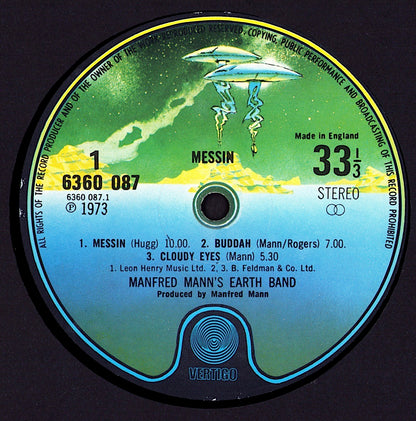 ALL RIGHTS OF THE RECORD PRODUCER AND OF THE OWNER OF THE WORK REPRODUCED RESERVED. COPYING, PUBLIC PERFORMANCE AND BROADCASTING OF THIS RECORD PROHIBITED
MESSIN
Made in England
1
6360 087
6360 087.1
℗ 1973
33 1/3
STEREO
1. MESSIN (Hugg) 10.00. 2. BUDDAH (Mann/Rogers) 7.00.
3. CLOUDY EYES (Mann) 5.30
1. Leon Henry Music Ltd. 2, 3. B. Feldman & Co. Ltd.
MANFRED MANN'S EARTH BAND
Produced by Manfred Mann
VERTIGO